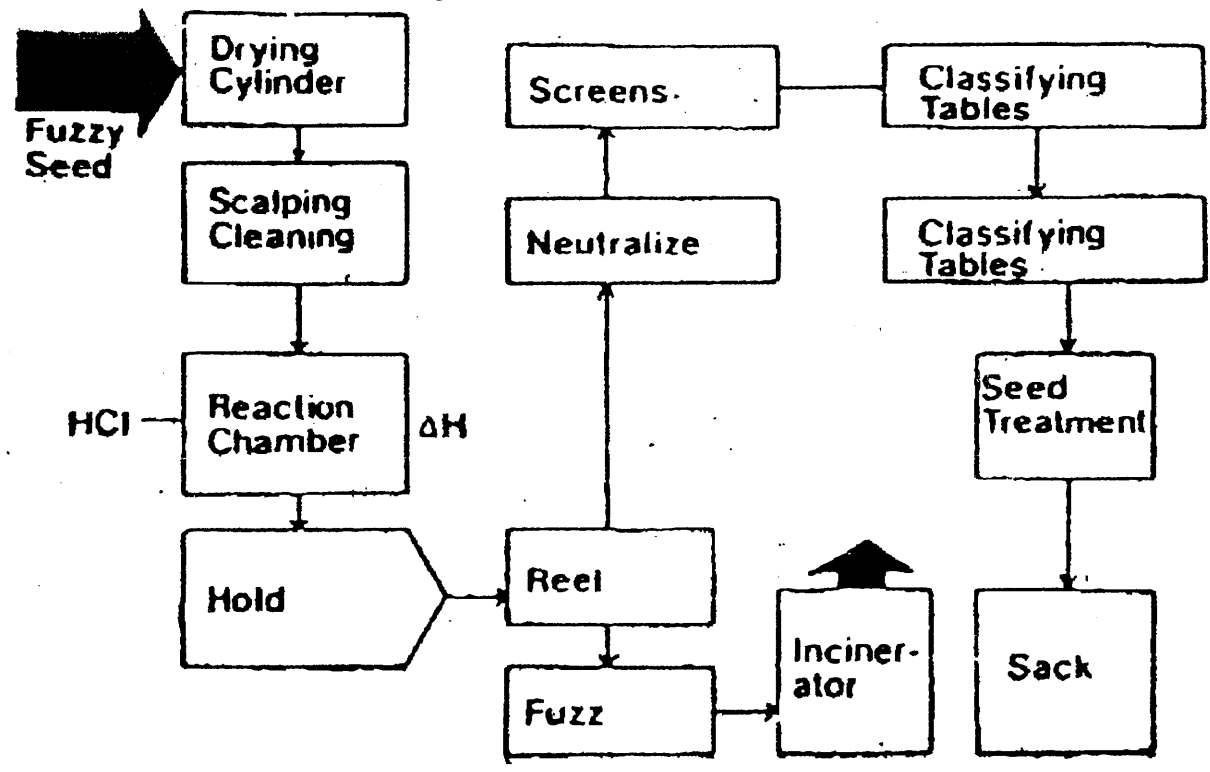 Drying
Cylinder
Fuzzy
Seed
Scalping
Cleaning
HCl
Reaction
Chamber
ΔH
Hold
Reel
Fuzz
Inciner-
ator
Neutralize
Screens
Classifying
Tables
Classifying
Tables
Seed
Treatment
Sack